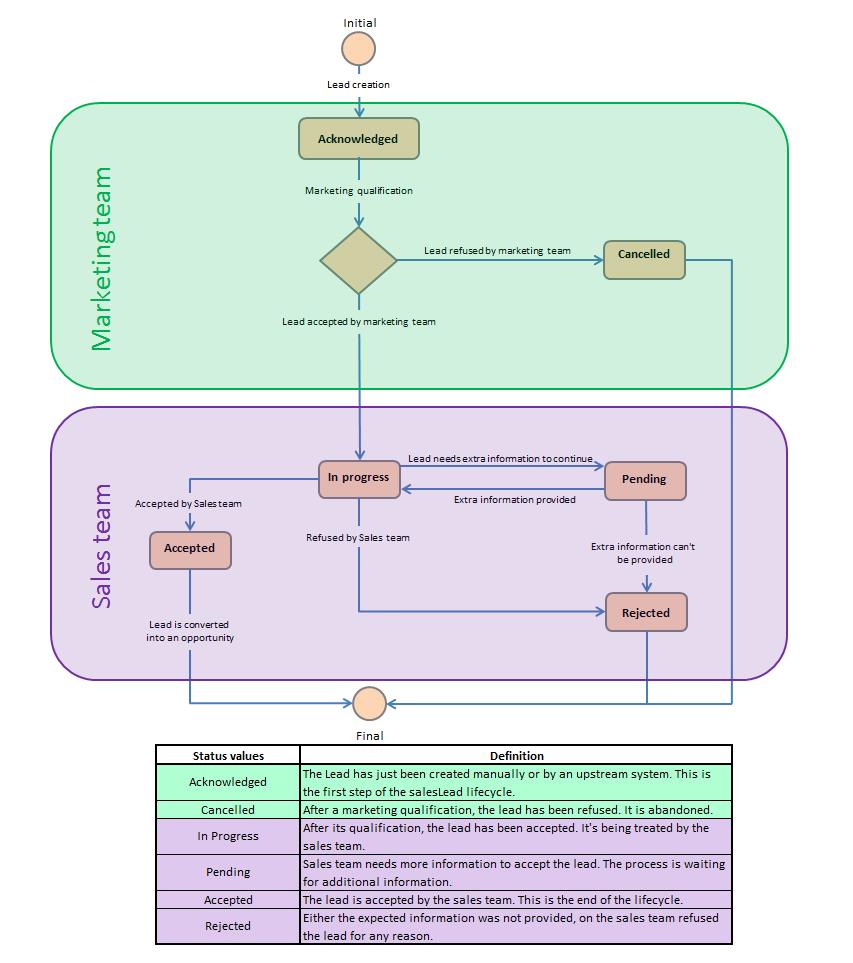 Initial
Lead creation
Marketing team
Acknowledged
Marketing qualification
Lead refused by marketing team
Cancelled
Lead accepted by marketing team
Sales team
In progress
Lead needs extra information to continue
Pending
Extra information provided
Accepted by Sales team
Refused by Sales team
Accepted
Extra information can't
be provided
Rejected
Lead is converted
into an opportunity
Final
Status values Definition
Acknowledged
The Lead has just been created manually or by an upstream system. This is
the first step of the salesLead lifecycle.
Cancelled After a marketing qualification, the lead has been refused. It is abandoned.
In Progress
After its qualification, the lead has been accepted. It's being treated by the
sales team.
Pending
Sales team needs more information to accept the lead. The process is waiting
for additional information.
Accepted The lead is accepted by the sales team. This is the end of the lifecycle.
Rejected
Either the expected information was not provided, on the sales team refused
the lead for any reason.